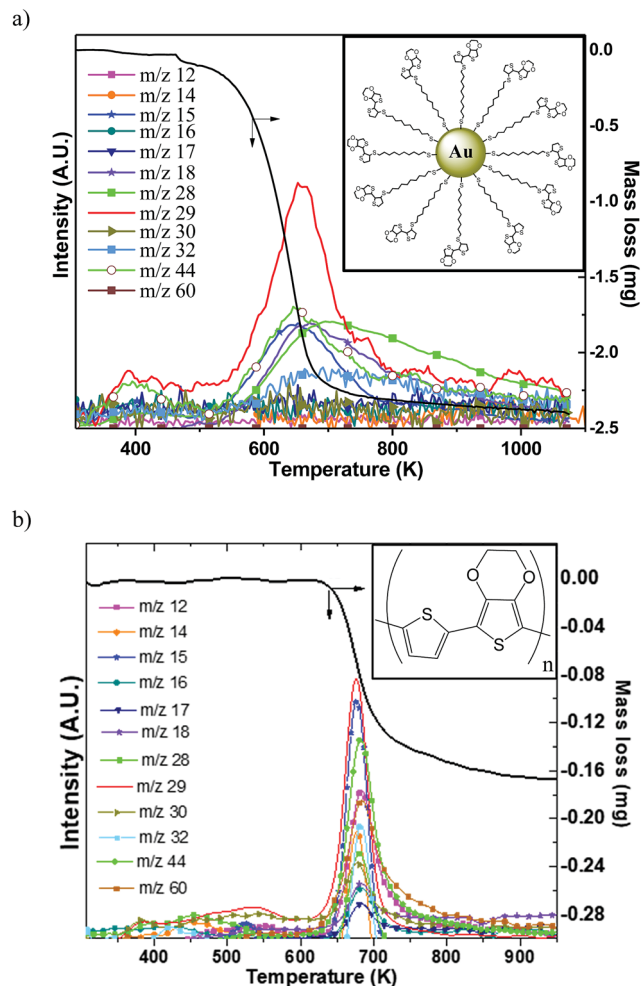 a)
Intensity (A.U.)
m/z 12
m/z 14
m/z 15
m/z 16
m/z 17
m/z 18
m/z 28
m/z 29
m/z 30
m/z 32
m/z 44
m/z 60
Au
0.0
-0.5
-1.0
-1.5
-2.0
-2.5
Mass loss (mg)
400 600 800 1000
Temperature (K)
b)
Intensity (A.U.)
m/z 12
m/z 14
m/z 15
m/z 16
m/z 17
m/z 18
m/z 28
m/z 29
m/z 30
m/z 32
m/z 44
m/z 60
O
O
S
S
n
0.00
-0.04
-0.08
-0.12
-0.16
-0.20
-0.24
-0.28
Mass loss (mg)
400 500 600 700 800 900
Temperature (K)